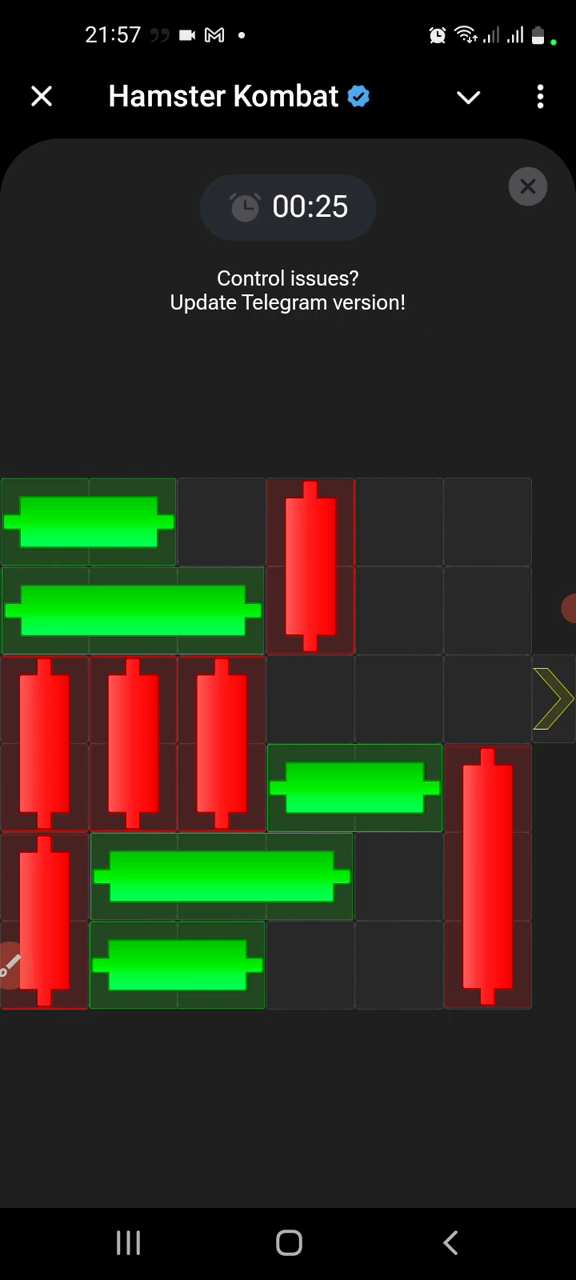 21:57
Hamster Kombat
00:25
Control issues?
Update Telegram version!